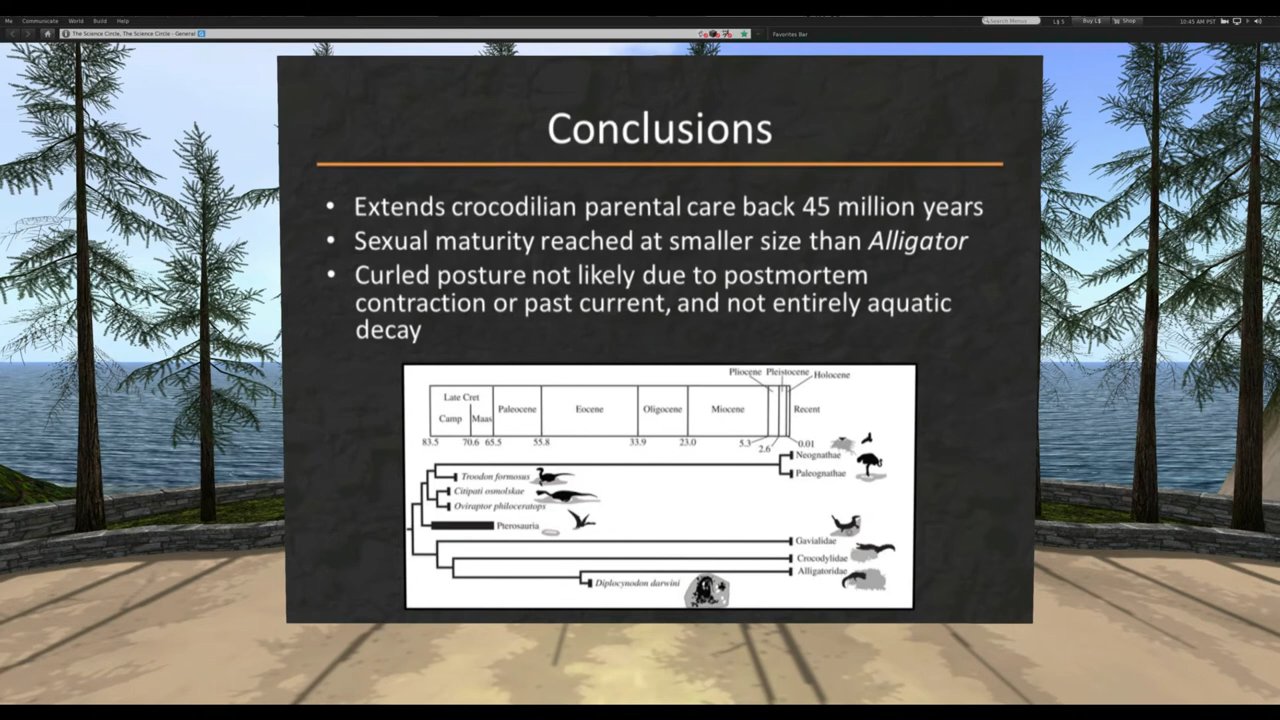 Me Communicate World Build Help
Search Menus L$ 5 Buy L$ Shop 10:45 AM PST
The Science Circle, The Science Circle - General G Favorites Bar
Conclusions
• Extends crocodilian parental care back 45 million years
• Sexual maturity reached at smaller size than Alligator
• Curled posture not likely due to postmortem
contraction or past current, and not entirely aquatic
decay
Pliocene Pleistocene Holocene
Late Cret
Camp Maas Paleocene Eocene Oligocene Miocene Recent
83.5 70.6 65.5 55.8 33.9 23.0 5.3 2.6 0.01
Neognathae
Paleognathae
Troodon formosus
Citipati osmolskae
Oviraptor philoceratops
Pterosauria
Gavialidae
Crocodylidae
Alligatoridae
Diplocynodon darwini